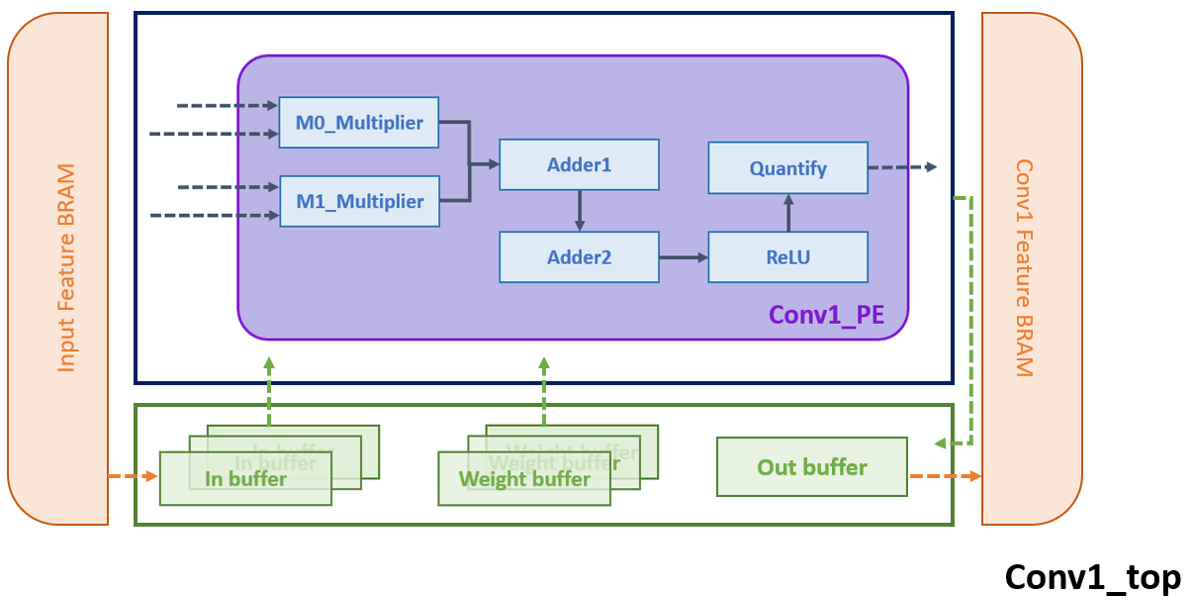 Input Feature BRAM
M0_Multiplier
M1_Multiplier
Adder1
Adder2
Quantify
ReLU
Conv1_PE
Conv1 Feature BRAM
In buffer
In buffer
In buffer
Weight buffer
Weight buffer
Weight buffer
Out buffer
Conv1_top